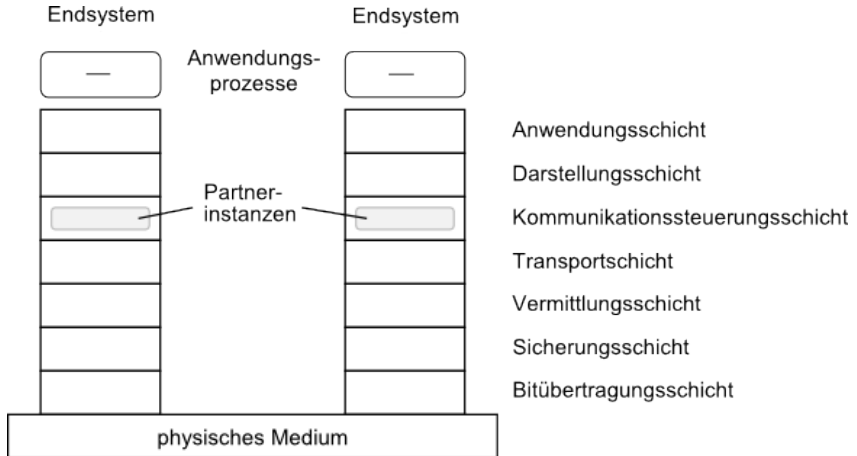 Endsystem
Endsystem
Anwendungs-
prozesse
Anwendungsschicht
Darstellungsschicht
Partner-
instanzen
Kommunikationssteuerungsschicht
Transportschicht
Vermittlungsschicht
Sicherungsschicht
Bitübertragungsschicht
physisches Medium